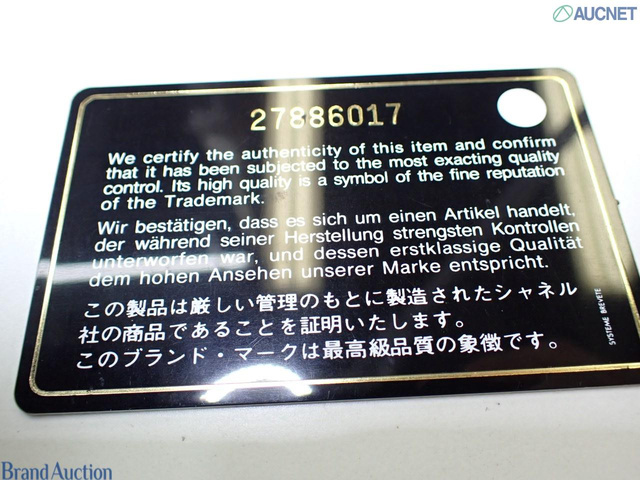 AUCNET
27886017
We certify the authenticity of this item and confirm
that it has been subjected to the most exacting quality
control. Its high quality is a symbol of the fine reputation
of the Trademark.
Wir bestätigen, dass es sich um einen Artikel handelt,
der während seiner Herstellung strengsten Kontrollen
unterworfen war, und dessen erstklassige Qualität
dem hohen Ansehen unserer Marke entspricht.
この製品は厳しい管理のもとに製造されたシャネル
社の商品であることを証明いたします。
このブランド・マークは最高級品質の象徴です。
SYSTEME BREVETE
Brand Auction